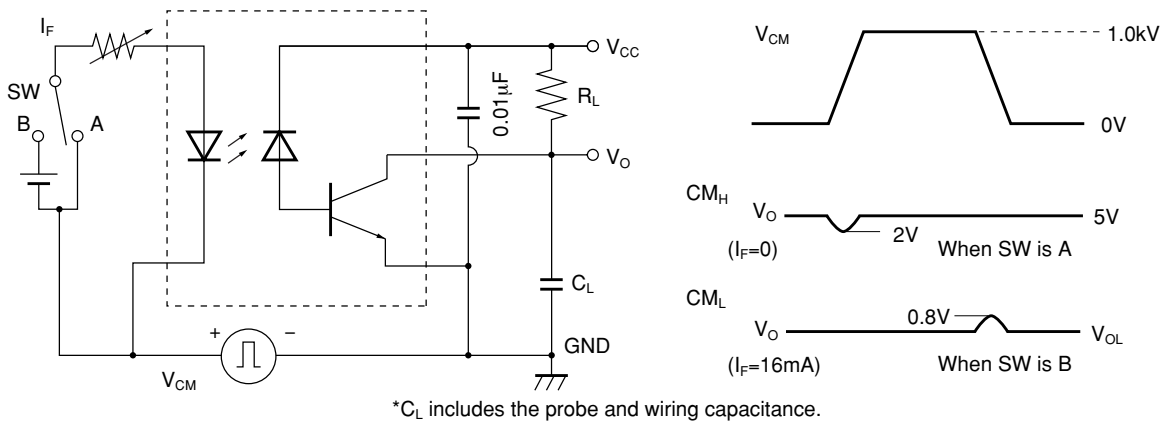 I_F
SW
B
A
0.01µF
V_CC
R_L
V_O
C_L
GND
+
−
V_CM
V_CM
1.0kV
0V
CM_H
V_O
5V
2V
(I_F=0)
When SW is A
CM_L
0.8V
V_O
V_OL
(I_F=16mA)
When SW is B
*C_L includes the probe and wiring capacitance.